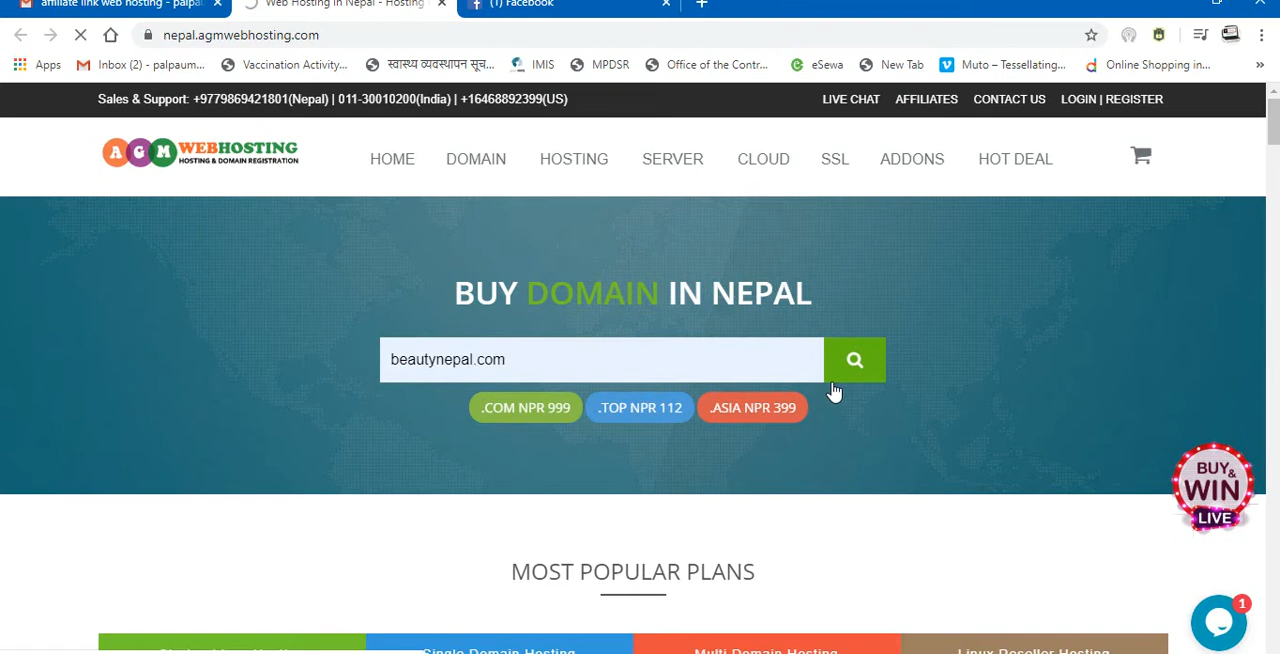 affiliate link web hosting - palpau
Web Hosting in Nepal - Hosting
(1) Facebook
nepal.agmwebhosting.com
Apps
Inbox (2) - palpaum...
Vaccination Activity...
स्वास्थ्य व्यवस्थापन सूच...
IMIS
MPDSR
Office of the Contr...
eSewa
New Tab
Muto – Tessellating...
Online Shopping in...
»
Sales & Support: +9779869421801(Nepal) | 011-30010200(India) | +16468892399(US)
LIVE CHAT AFFILIATES CONTACT US LOGIN | REGISTER
AGM WEBHOSTING
HOSTING & DOMAIN REGISTRATION
HOME DOMAIN HOSTING SERVER CLOUD SSL ADDONS HOT DEAL
BUY DOMAIN IN NEPAL
beautynepal.com
.COM NPR 999 .TOP NPR 112 .ASIA NPR 399
BUY &
WIN
LIVE
MOST POPULAR PLANS
1
Single Domain Hosting Multi Domain Hosting Linux Reseller Hosting